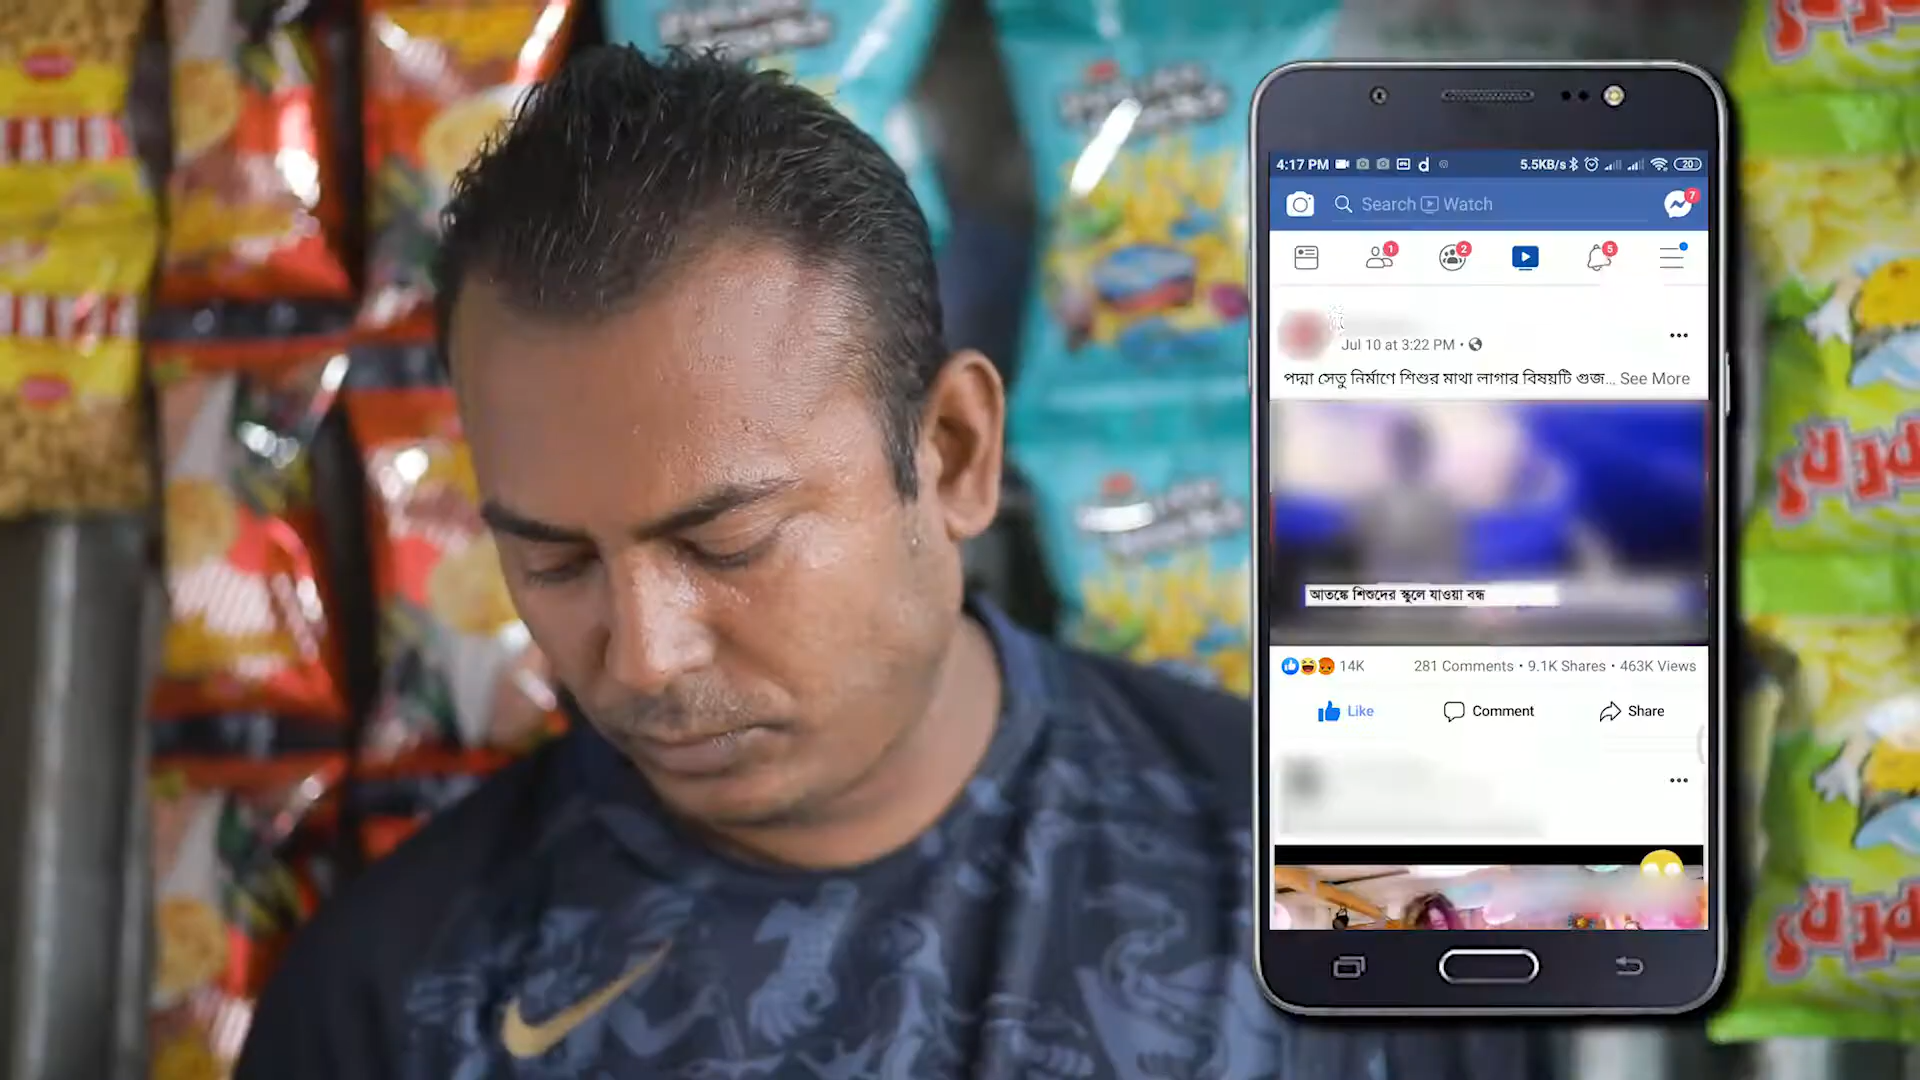 4:17 PM
5.5KB/s
20
Search Watch
7
1
2
5
Jul 10 at 3:22 PM
পদ্মা সেতু নির্মাণে শিশুর মাথা লাগার বিষয়টি গুজ... See More
আতঙ্কে শিশুদের স্কুলে যাওয়া বন্ধ
14K
281 Comments • 9.1K Shares • 463K Views
Like
Comment
Share